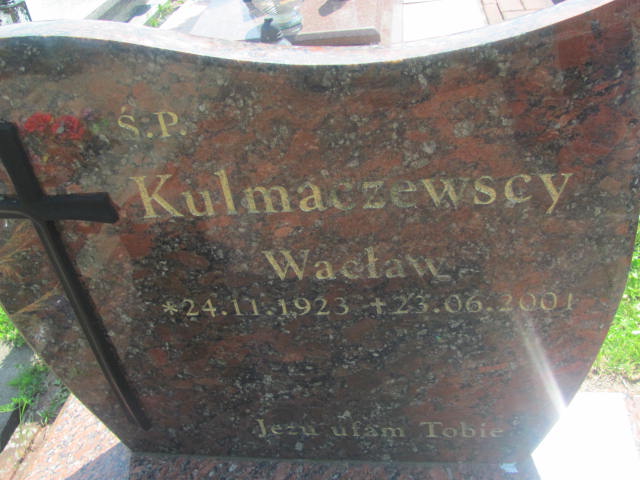 Ś.P.
Kulmaczewscy
Wacław
*24.11.1923 +23.06.2001
Jezu ufam Tobie